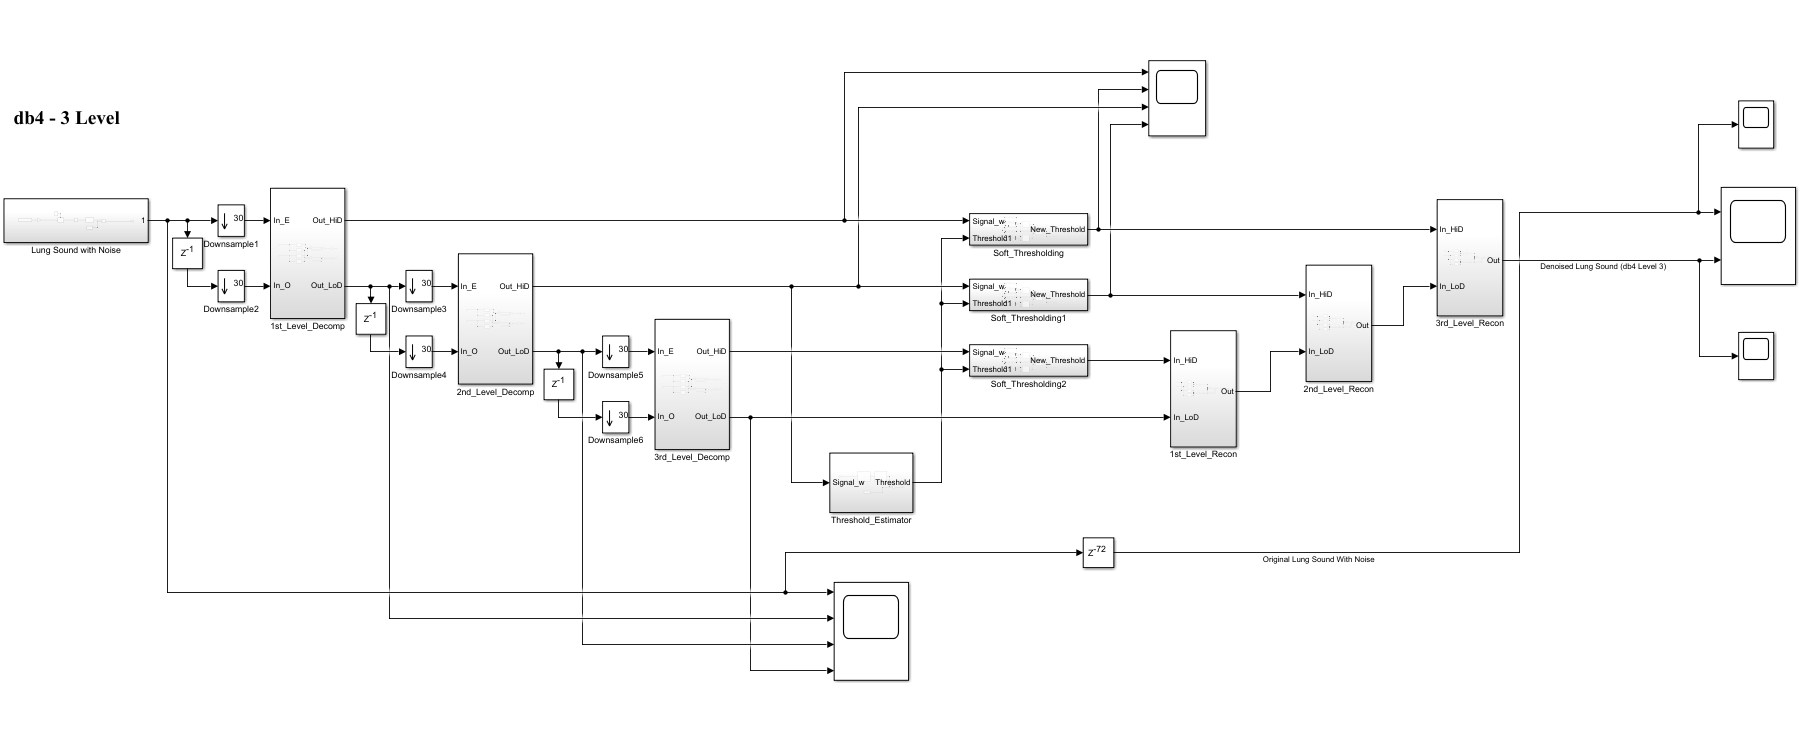 db4 - 3 Level
1
Lung Sound with Noise
z-1
30
Downsample1
30
Downsample2
In_E
Out_HiD
In_O
Out_LoD
1st_Level_Decomp
z-1
30
Downsample3
30
Downsample4
In_E
Out_HiD
In_O
Out_LoD
2nd_Level_Decomp
z-1
30
Downsample5
30
Downsample6
In_E
Out_HiD
In_O
Out_LoD
3rd_Level_Decomp
Signal_w
Threshold
Threshold_Estimator
Signal_w
New_Threshold
Threshold1
Soft_Thresholding
Signal_w
New_Threshold
Threshold1
Soft_Thresholding1
Signal_w
New_Threshold
Threshold1
Soft_Thresholding2
In_HiD
Out
In_LoD
1st_Level_Recon
In_HiD
Out
In_LoD
2nd_Level_Recon
In_HiD
Out
In_LoD
3rd_Level_Recon
Denoised Lung Sound (db4 Level 3)
z-72
Original Lung Sound With Noise